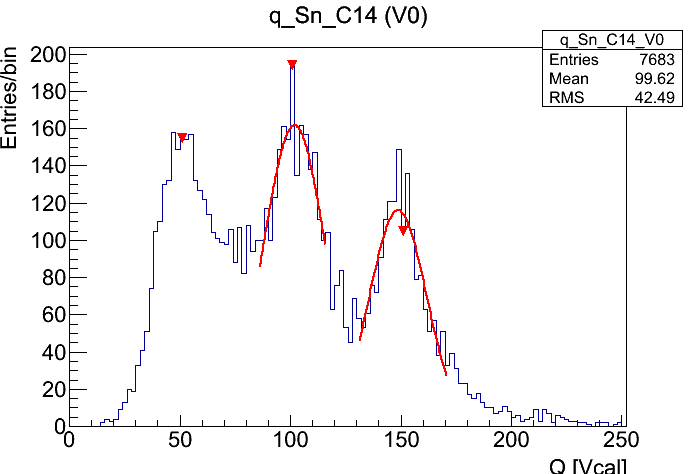 q_Sn_C14 (V0)
q_Sn_C14_V0
Entries 7683
Mean 99.62
RMS 42.49
Entries/bin
200
180
160
140
120
100
80
60
40
20
0
0 50 100 150 200 250
Q [Vcal]